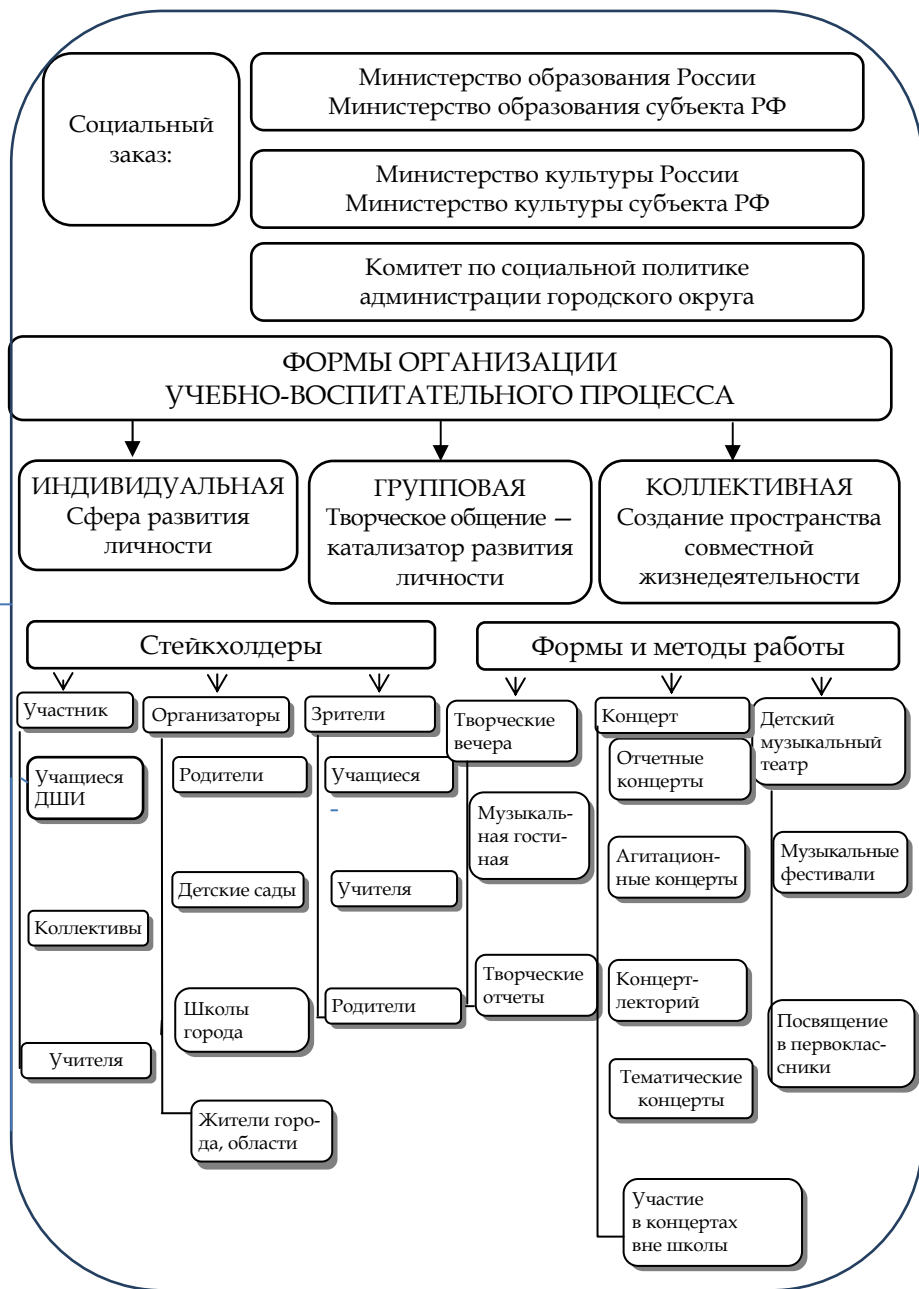 Социальный
заказ:
Министерство образования России
Министерство образования субъекта РФ
Министерство культуры России
Министерство культуры субъекта РФ
Комитет по социальной политике
администрации городского округа
ФОРМЫ ОРГАНИЗАЦИИ
УЧЕБНО-ВОСПИТАТЕЛЬНОГО ПРОЦЕССА
ИНДИВИДУАЛЬНАЯ
Сфера развития
личности
ГРУППОВАЯ
Творческое общение —
катализатор развития
личности
КОЛЛЕКТИВНАЯ
Создание пространства
совместной
жизнедеятельности
Стейкхолдеры
Участник
Учащиеся
ДШИ
Коллективы
Учителя
Организаторы
Родители
Детские сады
Школы
города
Жители горо-
да, области
Зрители
Учащиеся
Учителя
Родители
Формы и методы работы
Творческие
вечера
Музыкаль-
ная гости-
ная
Творческие
отчеты
Концерт
Отчетные
концерты
Агитацион-
ные концерты
Концерт-
лекторий
Тематические
концерты
Участие
в концертах
вне школы
Детский
музыкальный
театр
Музыкальные
фестивали
Посвящение
в первоклас-
сники